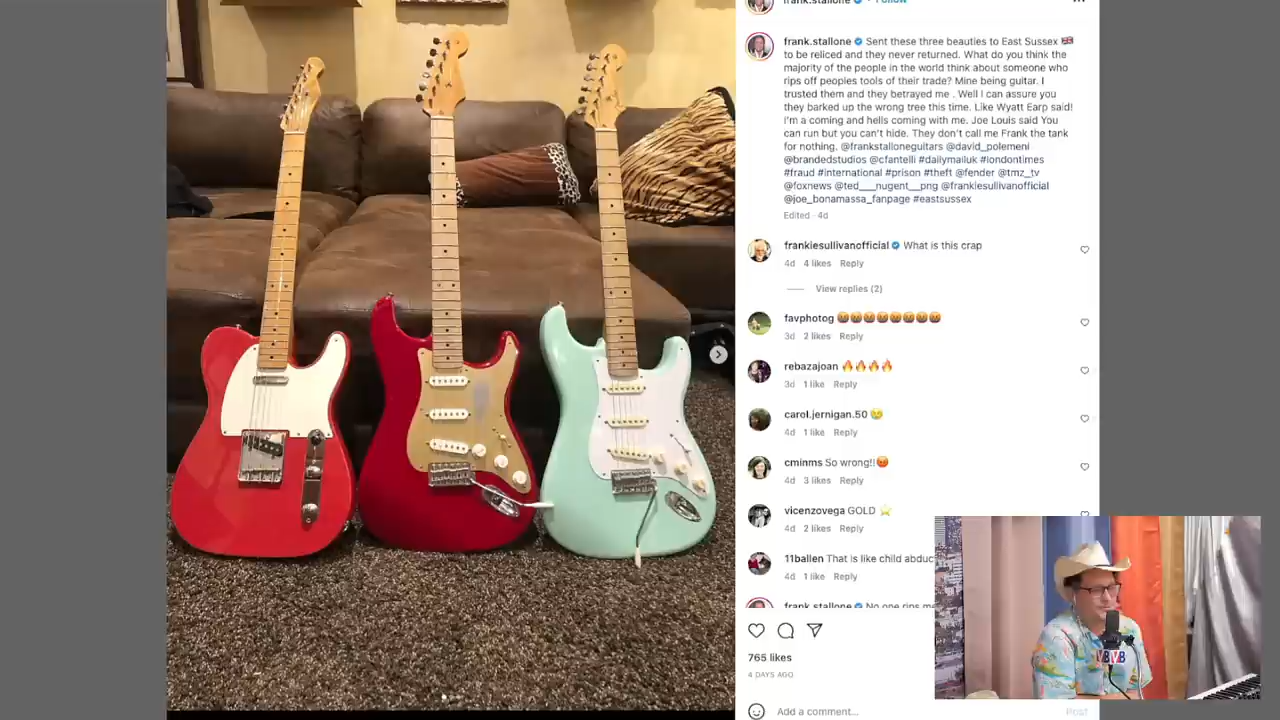 frank.stallone • Follow
frank.stallone Sent these three beauties to East Sussex 🇬🇧
to be reliced and they never returned. What do you think the
majority of the people in the world think about someone who
rips off peoples tools of their trade? Mine being guitar. I
trusted them and they betrayed me . Well I can assure you
they barked up the wrong tree this time. Like Wyatt Earp said!
I'm a coming and hells coming with me. Joe Louis said You
can run but you can't hide. They don't call me Frank the tank
for nothing. @frankstalloneguitars @david_polemeni
@brandedstudios @cfantelli #dailymailuk #londontimes
#fraud #international #prison #theft @fender @tmz_tv
@foxnews @ted___nugent__png @frankiesullivanofficial
@joe_bonamassa_fanpage #eastsussex
Edited · 4d
frankiesullivanofficial What is this crap
4d 4 likes Reply
View replies (2)
favphotog 🤬🤬🤬🤬🤬🤬🤬🤬
3d 2 likes Reply
rebazajoan 🔥🔥🔥🔥
3d 1 like Reply
carol.jernigan.50 😢
4d 1 like Reply
cminms So wrong!!😡
4d 3 likes Reply
vicenzovega GOLD ⭐
4d 2 likes Reply
11ballen That is like child abduc
4d 1 like Reply
frank.stallone No one rips me
765 likes
4 DAYS AGO
Add a comment...
Post